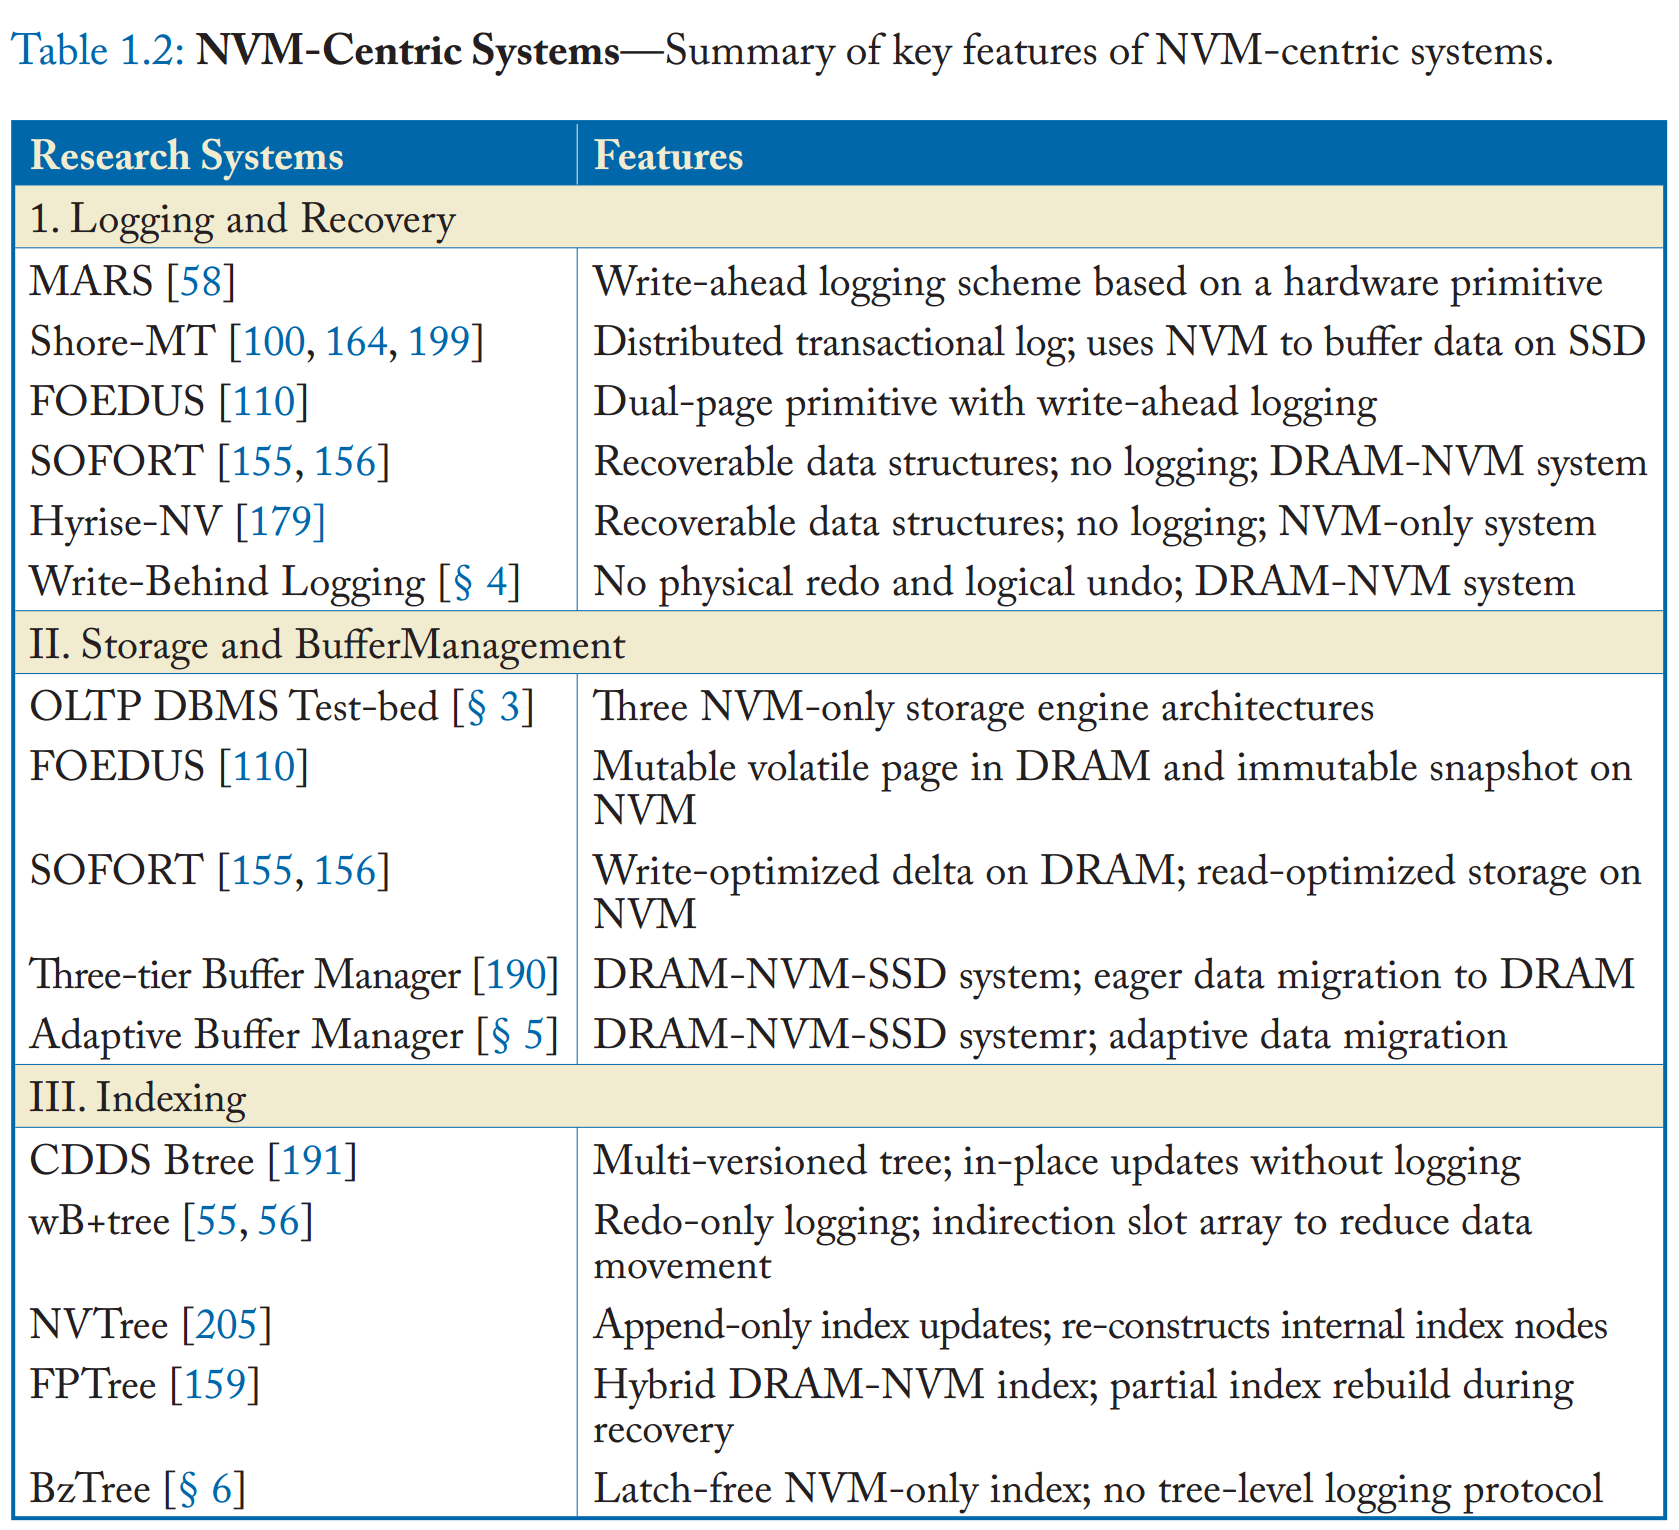 Table 1.2: NVM-Centric Systems—Summary of key features of NVM-centric systems.
Research Systems Features
1. Logging and Recovery
MARS [58] Write-ahead logging scheme based on a hardware primitive
Shore-MT [100, 164, 199] Distributed transactional log; uses NVM to buffer data on SSD
FOEDUS [110] Dual-page primitive with write-ahead logging
SOFORT [155, 156] Recoverable data structures; no logging; DRAM-NVM system
Hyrise-NV [179] Recoverable data structures; no logging; NVM-only system
Write-Behind Logging [§ 4] No physical redo and logical undo; DRAM-NVM system
II. Storage and BufferManagement
OLTP DBMS Test-bed [§ 3] Three NVM-only storage engine architectures
FOEDUS [110] Mutable volatile page in DRAM and immutable snapshot on
NVM
SOFORT [155, 156] Write-optimized delta on DRAM; read-optimized storage on
NVM
Three-tier Buffer Manager [190] DRAM-NVM-SSD system; eager data migration to DRAM
Adaptive Buffer Manager [§ 5] DRAM-NVM-SSD systemr; adaptive data migration
III. Indexing
CDDS Btree [191] Multi-versioned tree; in-place updates without logging
wB+tree [55, 56] Redo-only logging; indirection slot array to reduce data
movement
NVTree [205] Append-only index updates; re-constructs internal index nodes
FPTree [159] Hybrid DRAM-NVM index; partial index rebuild during
recovery
BzTree [§ 6] Latch-free NVM-only index; no tree-level logging protocol